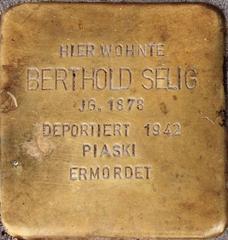 HIER WOHNTE
BERTHOLD SELIG
JG. 1878
DEPORTIERT 1942
PIASKI
ERMORDET